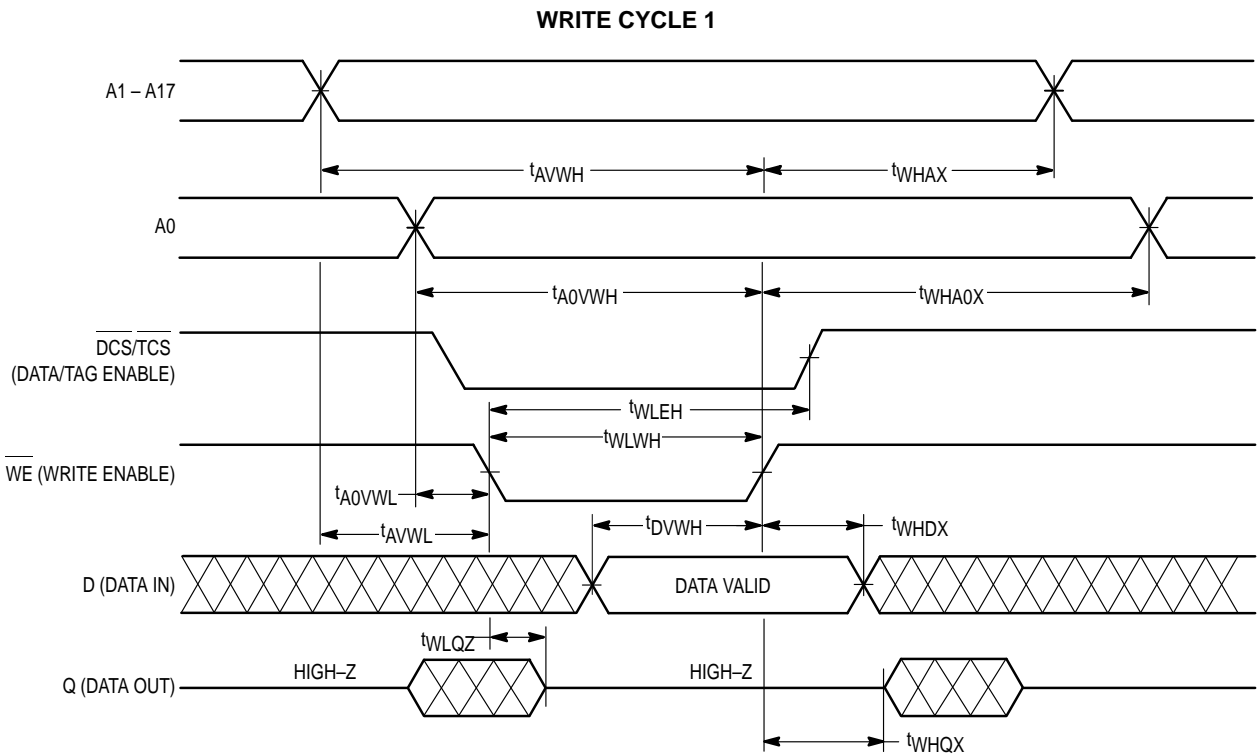 WRITE CYCLE 1
A1 – A17
tAVWH
tWHAX
A0
tA0VWH
tWHA0X
DCS/TCS
(DATA/TAG ENABLE)
tWLEH
tWLWH
WE (WRITE ENABLE)
tA0VWL
tAVWL
tDVWH
tWHDX
D (DATA IN)
DATA VALID
tWLQZ
Q (DATA OUT)
HIGH–Z
HIGH–Z
tWHQX